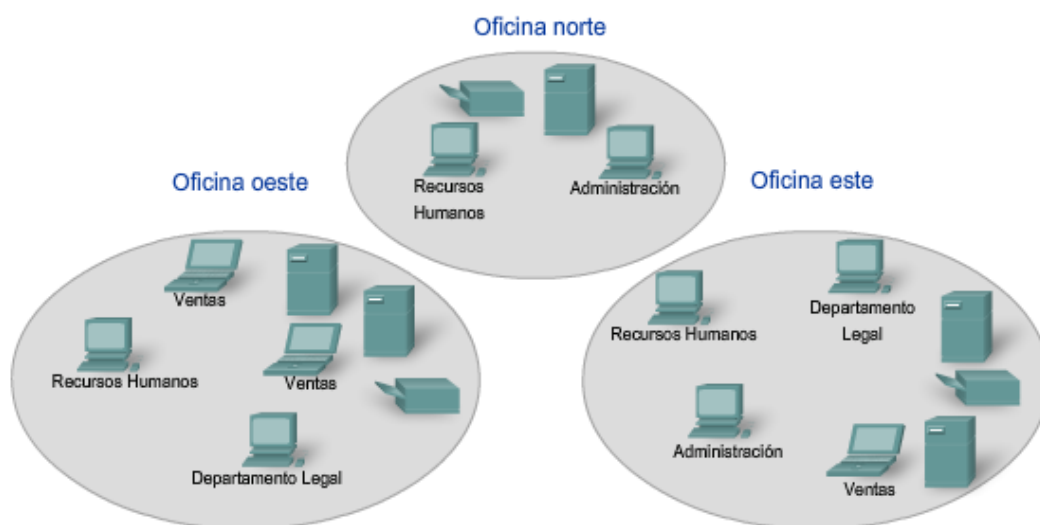 Oficina norte
Recursos
Humanos
Administración
Oficina oeste
Ventas
Recursos Humanos
Ventas
Departamento Legal
Oficina este
Departamento
Legal
Recursos Humanos
Administración
Ventas